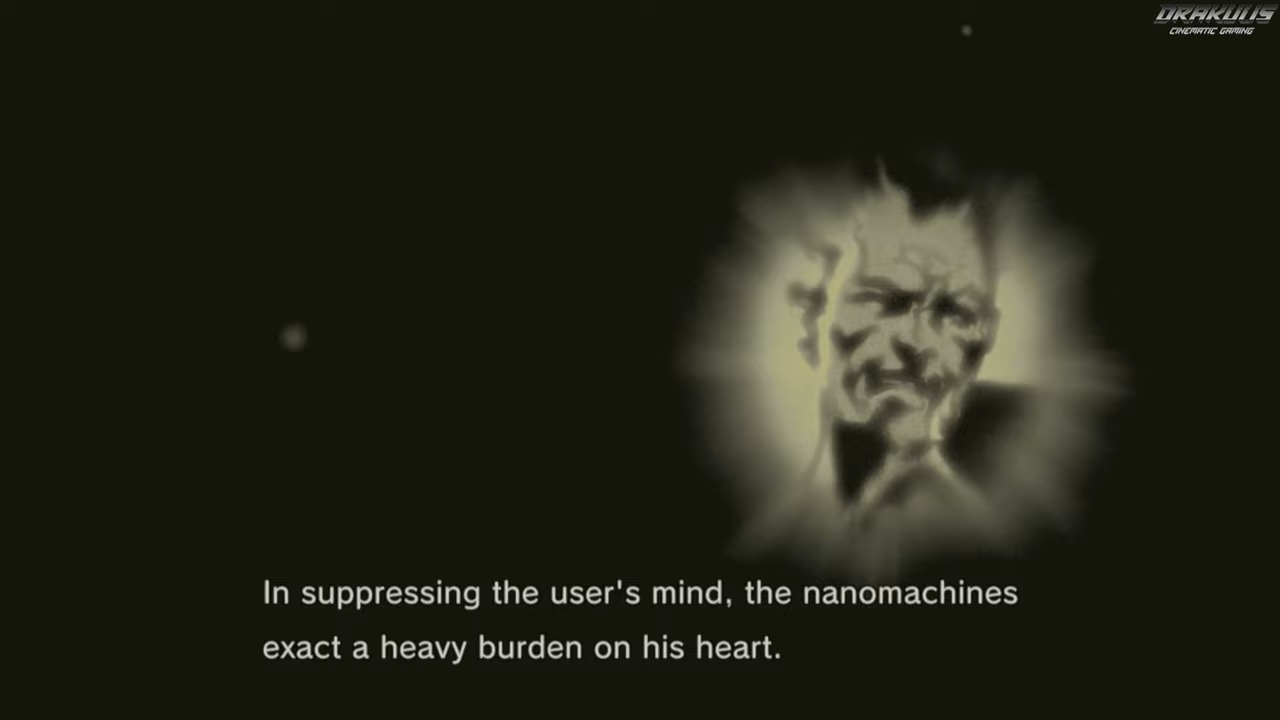 DRAKULIS
CINEMATIC GAMING
In suppressing the user's mind, the nanomachines
exact a heavy burden on his heart.